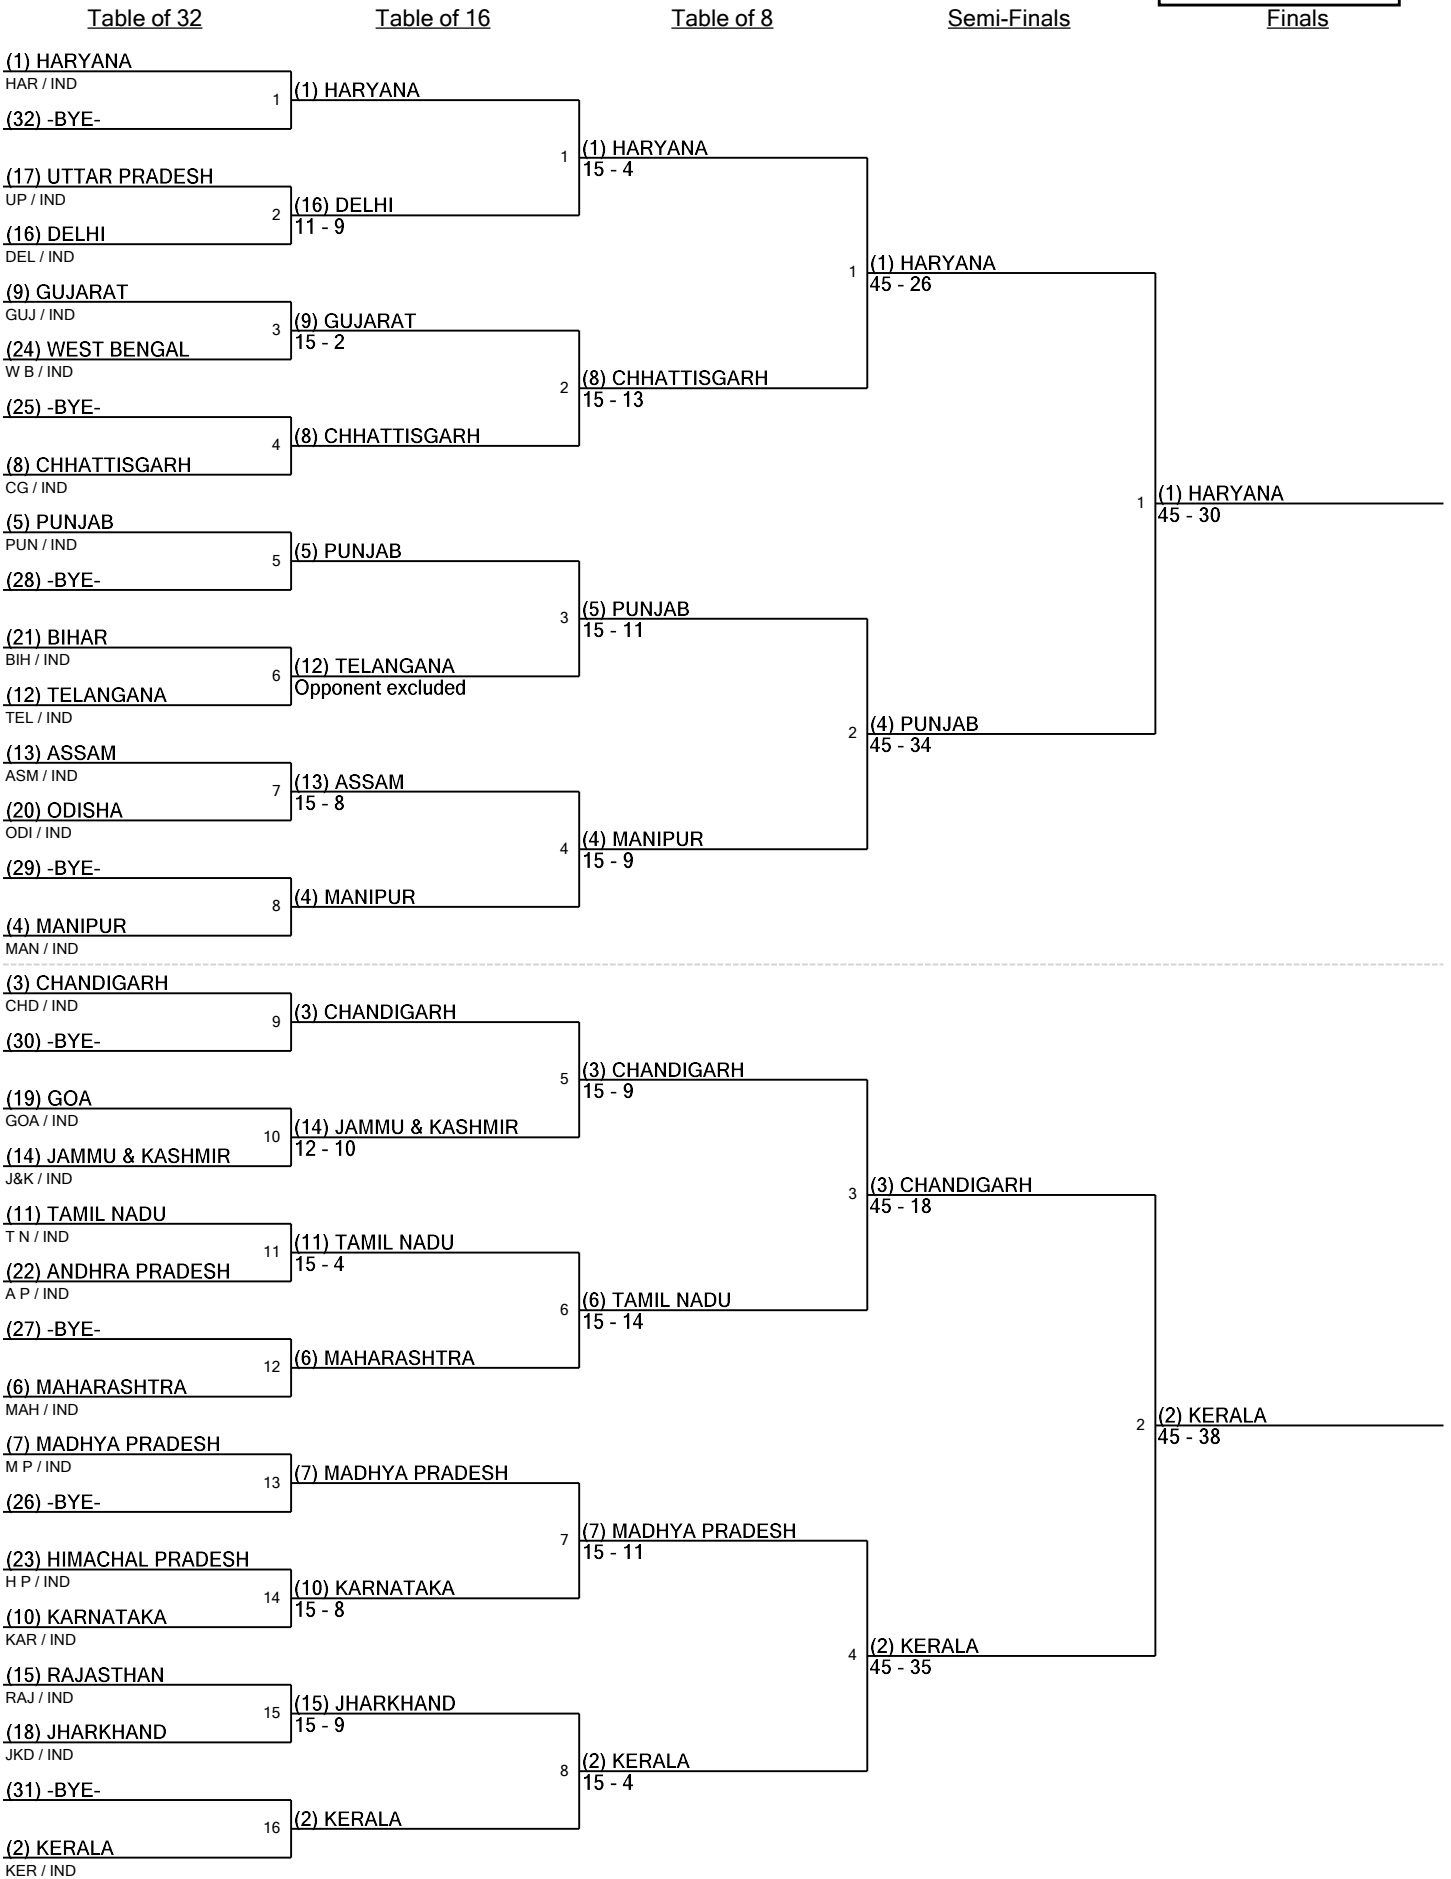 Table of 32
Table of 16
Table of 8
Semi-Finals
Finals
(1) HARYANA
HAR / IND
(32) -BYE-
(17) UTTAR PRADESH
UP / IND
(16) DELHI
DEL / IND
(9) GUJARAT
GUJ / IND
(24) WEST BENGAL
W B / IND
(25) -BYE-
(8) CHHATTISGARH
CG / IND
(5) PUNJAB
PUN / IND
(28) -BYE-
(21) BIHAR
BIH / IND
(12) TELANGANA
TEL / IND
(13) ASSAM
ASM / IND
(20) ODISHA
ODI / IND
(29) -BYE-
(4) MANIPUR
MAN / IND
(3) CHANDIGARH
CHD / IND
(30) -BYE-
(19) GOA
GOA / IND
(14) JAMMU & KASHMIR
J&K / IND
(11) TAMIL NADU
T N / IND
(22) ANDHRA PRADESH
A P / IND
(27) -BYE-
(6) MAHARASHTRA
MAH / IND
(7) MADHYA PRADESH
M P / IND
(26) -BYE-
(23) HIMACHAL PRADESH
H P / IND
(10) KARNATAKA
KAR / IND
(15) RAJASTHAN
RAJ / IND
(18) JHARKHAND
JKD / IND
(31) -BYE-
(2) KERALA
KER / IND
1 (1) HARYANA
2 (16) DELHI
11 - 9
3 (9) GUJARAT
15 - 2
4 (8) CHHATTISGARH
5 (5) PUNJAB
6 (12) TELANGANA
Opponent excluded
7 (13) ASSAM
15 - 8
8 (4) MANIPUR
9 (3) CHANDIGARH
10 (14) JAMMU & KASHMIR
12 - 10
11 (11) TAMIL NADU
15 - 4
12 (6) MAHARASHTRA
13 (7) MADHYA PRADESH
14 (10) KARNATAKA
15 - 8
15 (15) JHARKHAND
15 - 9
16 (2) KERALA
1 (1) HARYANA
15 - 4
2 (8) CHHATTISGARH
15 - 13
3 (5) PUNJAB
15 - 11
4 (4) MANIPUR
15 - 9
5 (3) CHANDIGARH
15 - 9
6 (6) TAMIL NADU
15 - 14
7 (7) MADHYA PRADESH
15 - 11
8 (2) KERALA
15 - 4
1 (1) HARYANA
45 - 26
2 (4) PUNJAB
45 - 34
3 (3) CHANDIGARH
45 - 18
4 (2) KERALA
45 - 35
1 (1) HARYANA
45 - 30
2 (2) KERALA
45 - 38